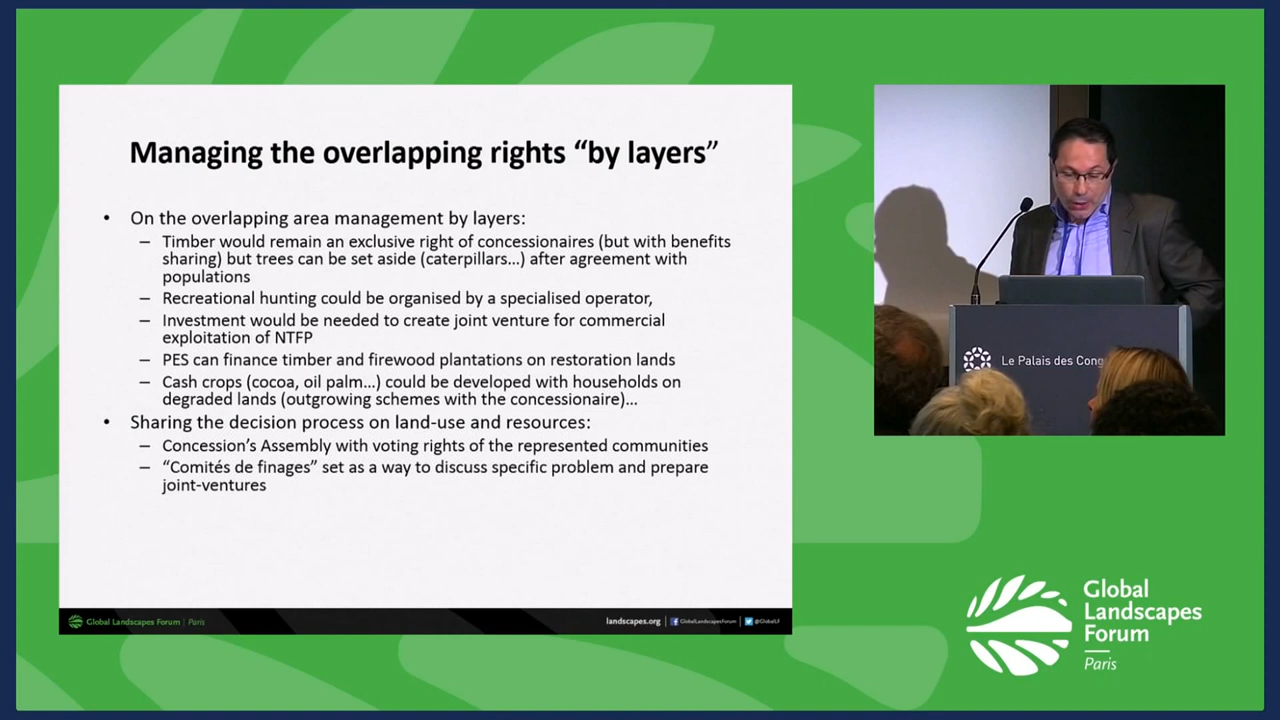 Managing the overlapping rights “by layers”
• On the overlapping area management by layers:
– Timber would remain an exclusive right of concessionaires (but with benefits
sharing) but trees can be set aside (caterpillars...) after agreement with
populations
– Recreational hunting could be organised by a specialised operator,
– Investment would be needed to create joint venture for commercial
exploitation of NTFP
– PES can finance timber and firewood plantations on restoration lands
– Cash crops (cocoa, oil palm...) could be developed with households on
degraded lands (outgrowing schemes with the concessionaire)...
• Sharing the decision process on land-use and resources:
– Concession’s Assembly with voting rights of the represented communities
– “Comités de finages” set as a way to discuss specific problem and prepare
joint-ventures
Global Landscapes Forum | Paris
landscapes.org | GlobalLandscapesForum | @GlobalLF
Le Palais des Cong
Global
Landscapes
Forum
Paris